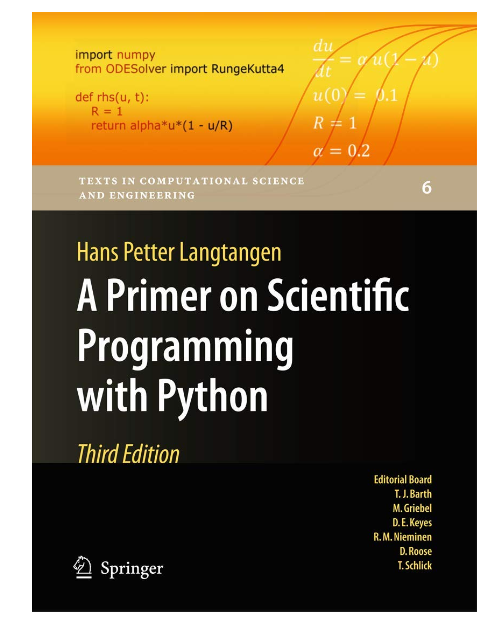 import numpy
from ODESolver import RungeKutta4
def rhs(u, t):
R = 1
return alpha*u*(1 - u/R)
du/dt = α u(1 − u)
u(0) = 0.1
R = 1
α = 0.2
TEXTS IN COMPUTATIONAL SCIENCE
AND ENGINEERING
6
Hans Petter Langtangen
A Primer on Scientific
Programming
with Python
Third Edition
Editorial Board
T. J. Barth
M. Griebel
D. E. Keyes
R. M. Nieminen
D. Roose
T. Schlick
Springer